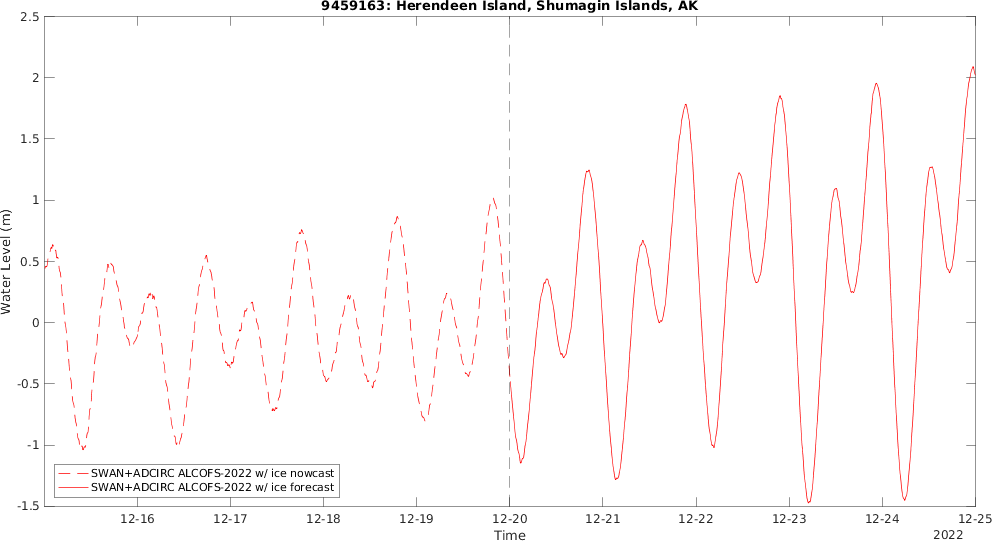 9459163: Herendeen Island, Shumagin Islands, AK
2.5
2
1.5
1
0.5
0
-0.5
-1
-1.5
Water Level (m)
SWAN+ADCIRC ALCOFS-2022 w/ ice nowcast
SWAN+ADCIRC ALCOFS-2022 w/ ice forecast
12-16 12-17 12-18 12-19 12-20 12-21 12-22 12-23 12-24 12-25
Time
2022